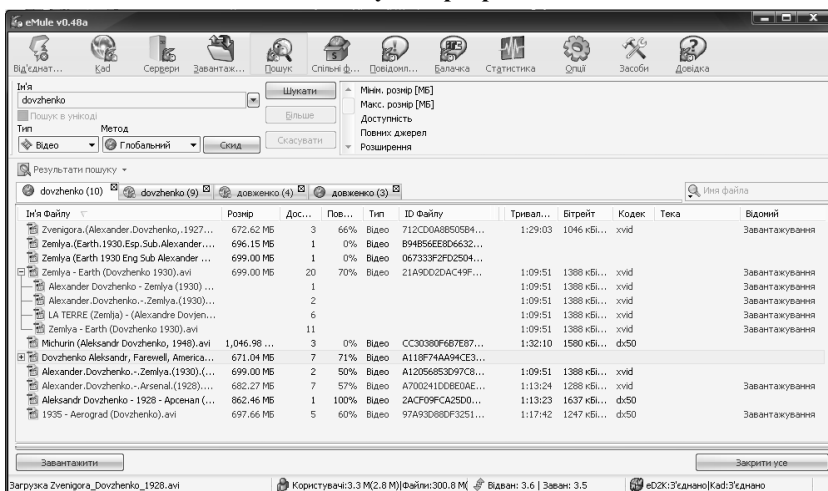 eMule v0.48a
Від'єднат... Kad Сервери Завантаж... Пошук Спільні ф... Повідомл... Балачка Статистика Опції Засоби Довідка
Ім'я
dovzhenko
Пошук в унікоді
Тип Метод
Відео Глобальний Скид
Шукати
Більше
Скасувати
Мінім. розмір [МБ]
Макс. розмір [МБ]
Доступність
Повних джерел
Розширення
Результати пошуку
dovzhenko (10) dovzhenko (9) довженко (4) довженко (3) Имя файла
Ім'я Файлу Розмір Дос... Пов... Тип ID Файлу Тривал... Бітрейт Кодек Тека Відомий
Zvenigora.(Alexander.Dovzhenko,.1927... 672.62 МБ 3 66% Відео 712CD0A8B505B4... 1:29:03 1046 кБі... xvid Завантажування
Zemlya.(Earth.1930.Esp.Sub.Alexander.... 696.15 МБ 1 0% Відео B94B56EE8D6632...
Zemlya (Earth 1930 Eng Sub Alexander ... 699.00 МБ 1 0% Відео 067333F2FD2504...
Zemlya - Earth (Dovzhenko 1930).avi 699.00 МБ 20 70% Відео 21A9DD2DAC49F... 1:09:51 1388 кБі... xvid Завантажування
Alexander Dovzhenko - Zemlya (1930) ... 1 1:09:51 1388 кБі... xvid Завантажування
Alexander.Dovzhenko.-.Zemlya.(1930)... 2 1:09:51 1388 кБі... xvid Завантажування
LA TERRE (Zemlja) - (Alexandre Dovjen... 6 1:09:51 1388 кБі... xvid Завантажування
Zemlya - Earth (Dovzhenko 1930).avi 11 1:09:51 1388 кБі... xvid Завантажування
Michurin (Aleksandr Dovzhenko, 1948).avi 1,046.98 ... 3 0% Відео CC30380F6B7E87... 1:32:10 1580 кБі... dx50
Dovzhenko Aleksandr, Farewell, America... 671.04 МБ 7 71% Відео A118F74AA94CE3...
Alexander.Dovzhenko.-.Zemlya.(1930).(... 699.00 МБ 2 50% Відео A12056853D97C8... 1:09:51 1388 кБі... xvid
Alexander.Dovzhenko.-.Arsenal.(1928).... 682.27 МБ 7 57% Відео A700241DDBE0AE... 1:13:24 1288 кБі... xvid Завантажування
Aleksandr Dovzhenko - 1928 - Арсенал (... 862.46 МБ 1 100% Відео 2ACF09FCA25D0... 1:13:23 1637 кБі... dx50
1935 - Aerograd (Dovzhenko).avi 697.66 МБ 5 60% Відео 97A93D88DF3251... 1:17:42 1247 кБі... dx50 Завантажування
Завантажити Закрити усе
Загрузка Zvenigora_Dovzhenko_1928.avi Користувачі:3.3 М(2.8 М)|Файли:300.8 М( Відван: 3.6 | Заван: 3.5 eD2K:З'єднано|Kad:З'єднано